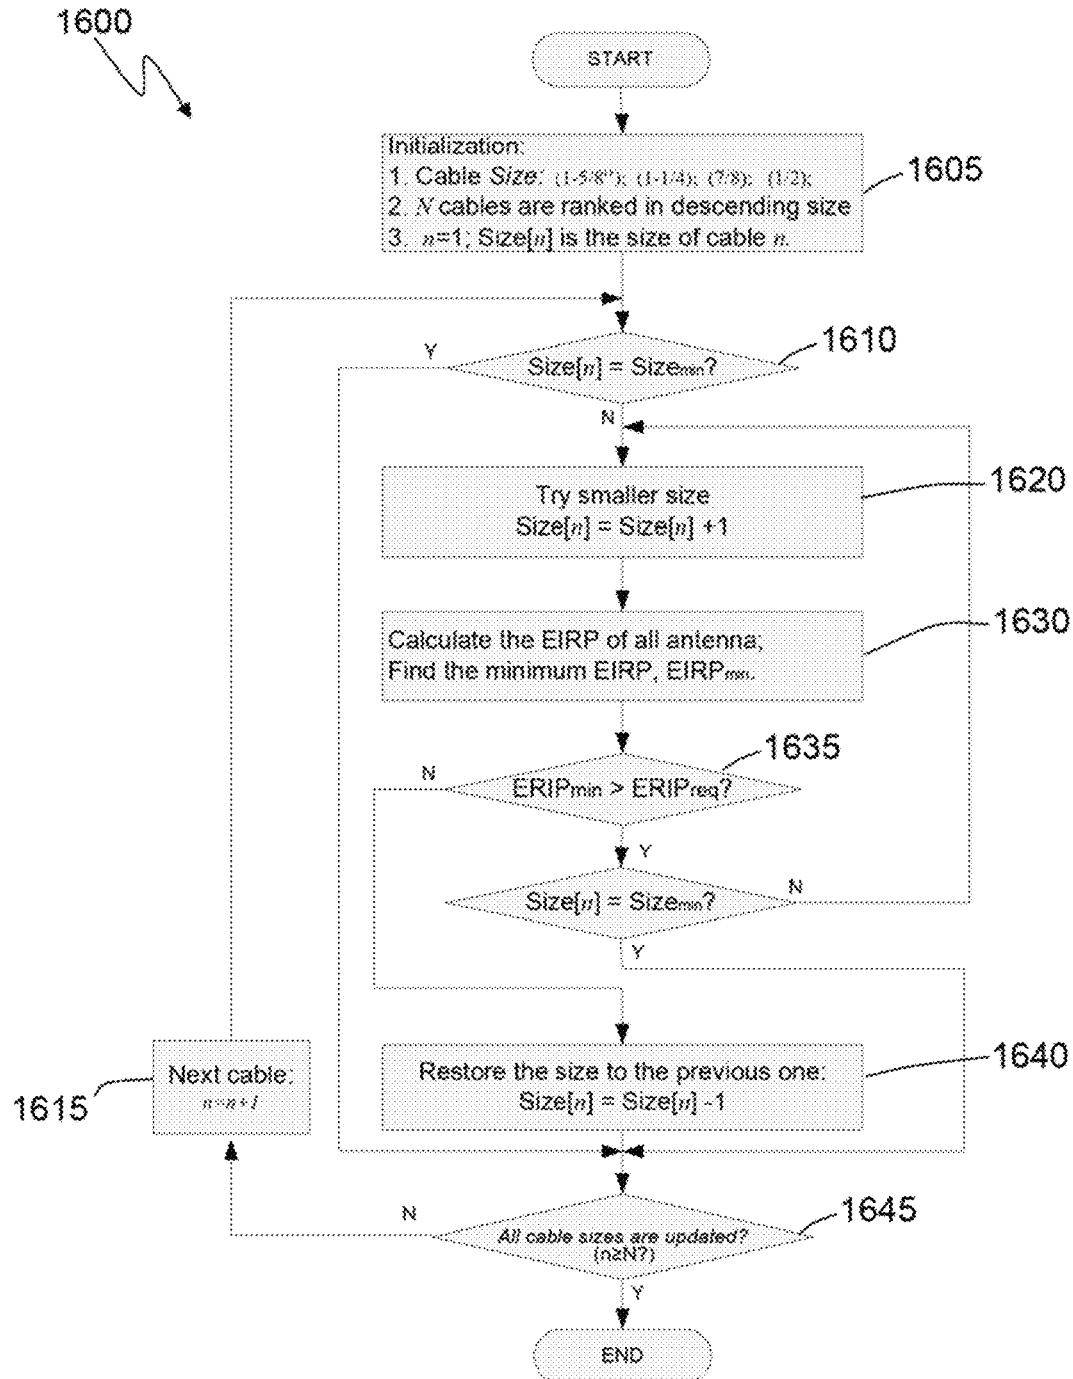 1600
START
Initialization:
1. Cable Size: (1-5/8"); (1-1/4); (7/8); (1/2);
2. N cables are ranked in descending size
3. n=1; Size[n] is the size of cable n.
1605
Y
Size[n] = Sizemin?
1610
N
Try smaller size
Size[n] = Size[n] +1
1620
Calculate the EIRP of all antenna;
Find the minimum EIRP, EIRPmin.
1630
1635
N
ERIPmin > ERIPreq?
Y
Size[n] = Sizemin?
N
Y
Restore the size to the previous one:
Size[n] = Size[n] -1
1640
Next cable:
n=n+1
1615
N
All cable sizes are updated?
(n≥N?)
1645
Y
END